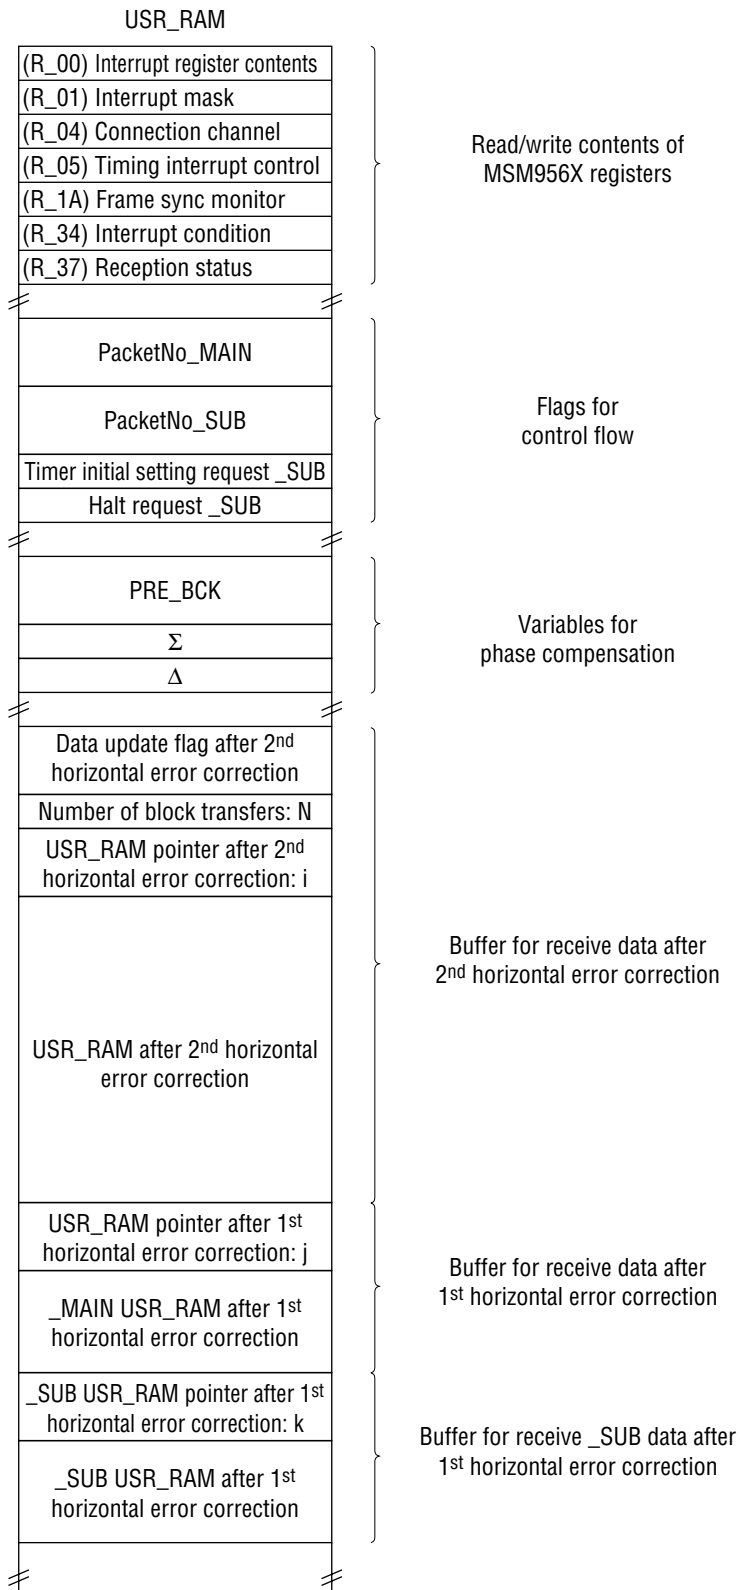 USR_RAM
(R_00) Interrupt register contents
(R_01) Interrupt mask
(R_04) Connection channel
(R_05) Timing interrupt control
(R_1A) Frame sync monitor
(R_34) Interrupt condition
(R_37) Reception status
Read/write contents of
MSM956X registers
PacketNo_MAIN
PacketNo_SUB
Timer initial setting request _SUB
Halt request _SUB
Flags for
control flow
PRE_BCK
Σ
Δ
Variables for
phase compensation
Data update flag after 2nd
horizontal error correction
Number of block transfers: N
USR_RAM pointer after 2nd
horizontal error correction: i
USR_RAM after 2nd horizontal
error correction
Buffer for receive data after
2nd horizontal error correction
USR_RAM pointer after 1st
horizontal error correction: j
_MAIN USR_RAM after 1st
horizontal error correction
Buffer for receive data after
1st horizontal error correction
_SUB USR_RAM pointer after 1st
horizontal error correction: k
_SUB USR_RAM after 1st
horizontal error correction
Buffer for receive _SUB data after
1st horizontal error correction